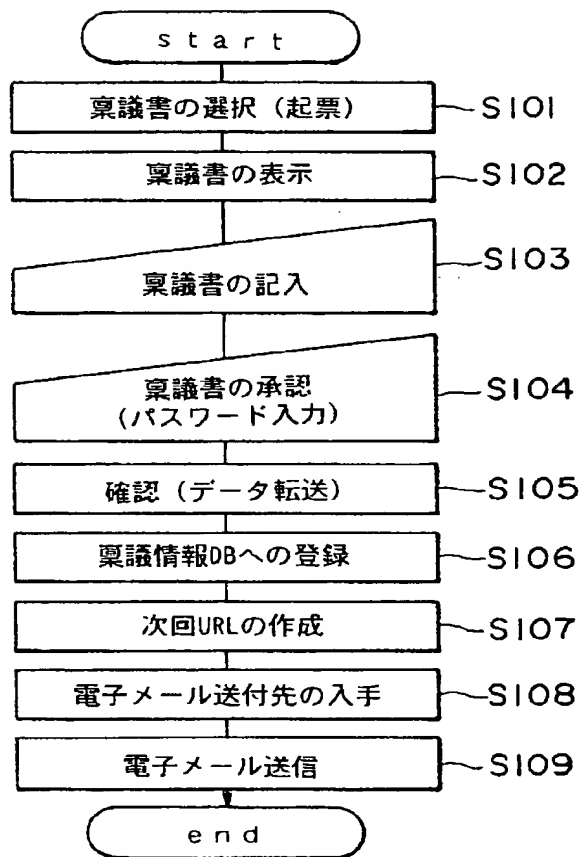 start
稟議書の選択（起票） S101
稟議書の表示 S102
稟議書の記入 S103
稟議書の承認 S104
(パスワード入力)
確認（データ転送） S105
稟議情報DBへの登録 S106
次回URLの作成 S107
電子メール送付先の入手 S108
電子メール送信 S109
end